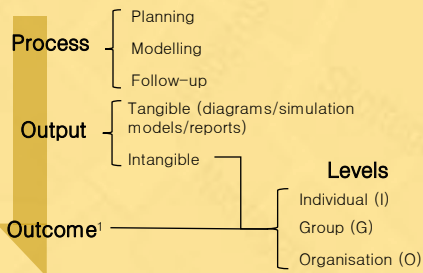 Process
Planning
Modelling
Follow-up
Output
Tangible (diagrams/simulation
models/reports)
Intangible
Levels
Individual (I)
Outcome¹
Group (G)
Organisation (O)